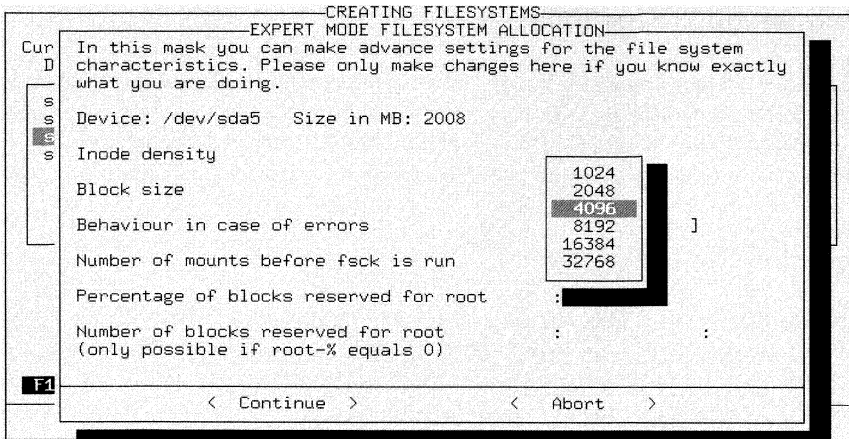 CREATING FILESYSTEMS
EXPERT MODE FILESYSTEM ALLOCATION
Cur
D
In this mask you can make advance settings for the file system
characteristics. Please only make changes here if you know exactly
what you are doing.
s
s
s
s
Device: /dev/sda5 Size in MB: 2008
Inode density
Block size
Behaviour in case of errors ]
Number of mounts before fsck is run
Percentage of blocks reserved for root :
Number of blocks reserved for root : :
(only possible if root-% equals 0)
1024
2048
4096
8192
16384
32768
F1
< Continue > < Abort >